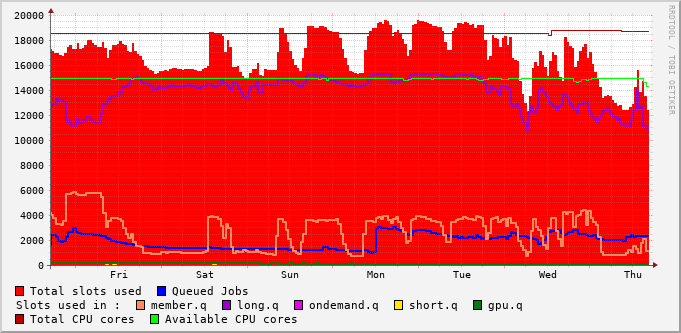 20000
18000
16000
14000
12000
10000
8000
6000
4000
2000
0
Fri Sat Sun Mon Tue Wed Thu
Total slots used Queued Jobs
Slots used in : member.q long.q ondemand.q short.q gpu.q
Total CPU cores Available CPU cores
RRDTOOL / TOBI OETIKER